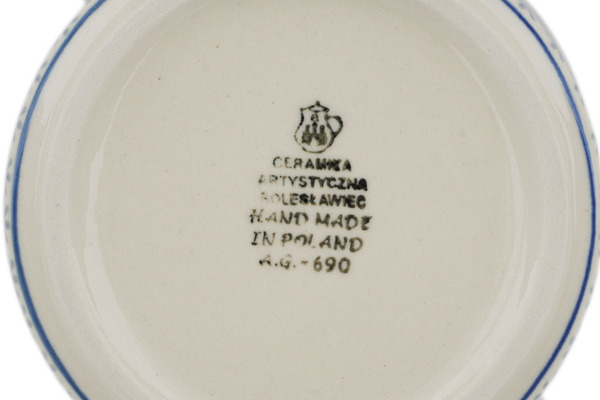 CERAMIKA
ARTYSTYCZNA
BOLESŁAWIEC
HAND MADE
IN POLAND
A.G. - 690